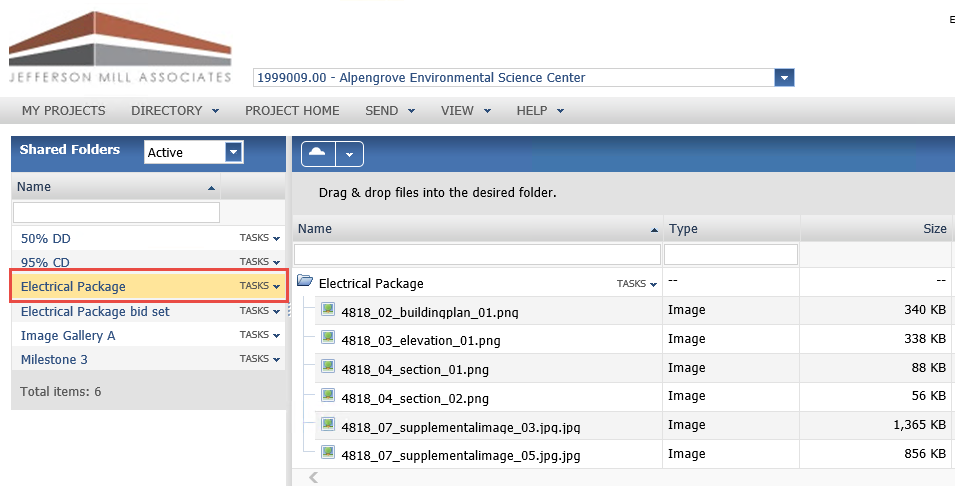 E
JEFFERSON MILL ASSOCIATES
1999009.00 - Alpengrove Environmental Science Center
MY PROJECTS DIRECTORY PROJECT HOME SEND VIEW HELP
Shared Folders Active
Name
50% DD TASKS
95% CD TASKS
Electrical Package TASKS
Electrical Package bid set TASKS
Image Gallery A TASKS
Milestone 3 TASKS
Total items: 6
Drag & drop files into the desired folder.
Name Type Size
Electrical Package TASKS -- --
4818_02_buildingplan_01.png Image 340 KB
4818_03_elevation_01.png Image 338 KB
4818_04_section_01.png Image 88 KB
4818_04_section_02.png Image 56 KB
4818_07_supplementalimage_03.jpg.jpg Image 1,365 KB
4818_07_supplementalimage_05.jpg.jpg Image 856 KB